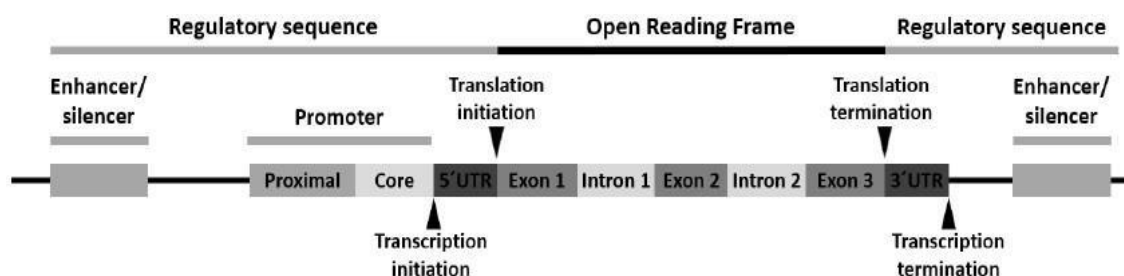 Regulatory sequence Open Reading Frame Regulatory sequence
Enhancer/
silencer
Promoter
Translation
initiation
Translation
termination
Enhancer/
silencer
Proximal Core 5´UTR Exon 1 Intron 1 Exon 2 Intron 2 Exon 3 3´UTR
Transcription
initiation
Transcription
termination